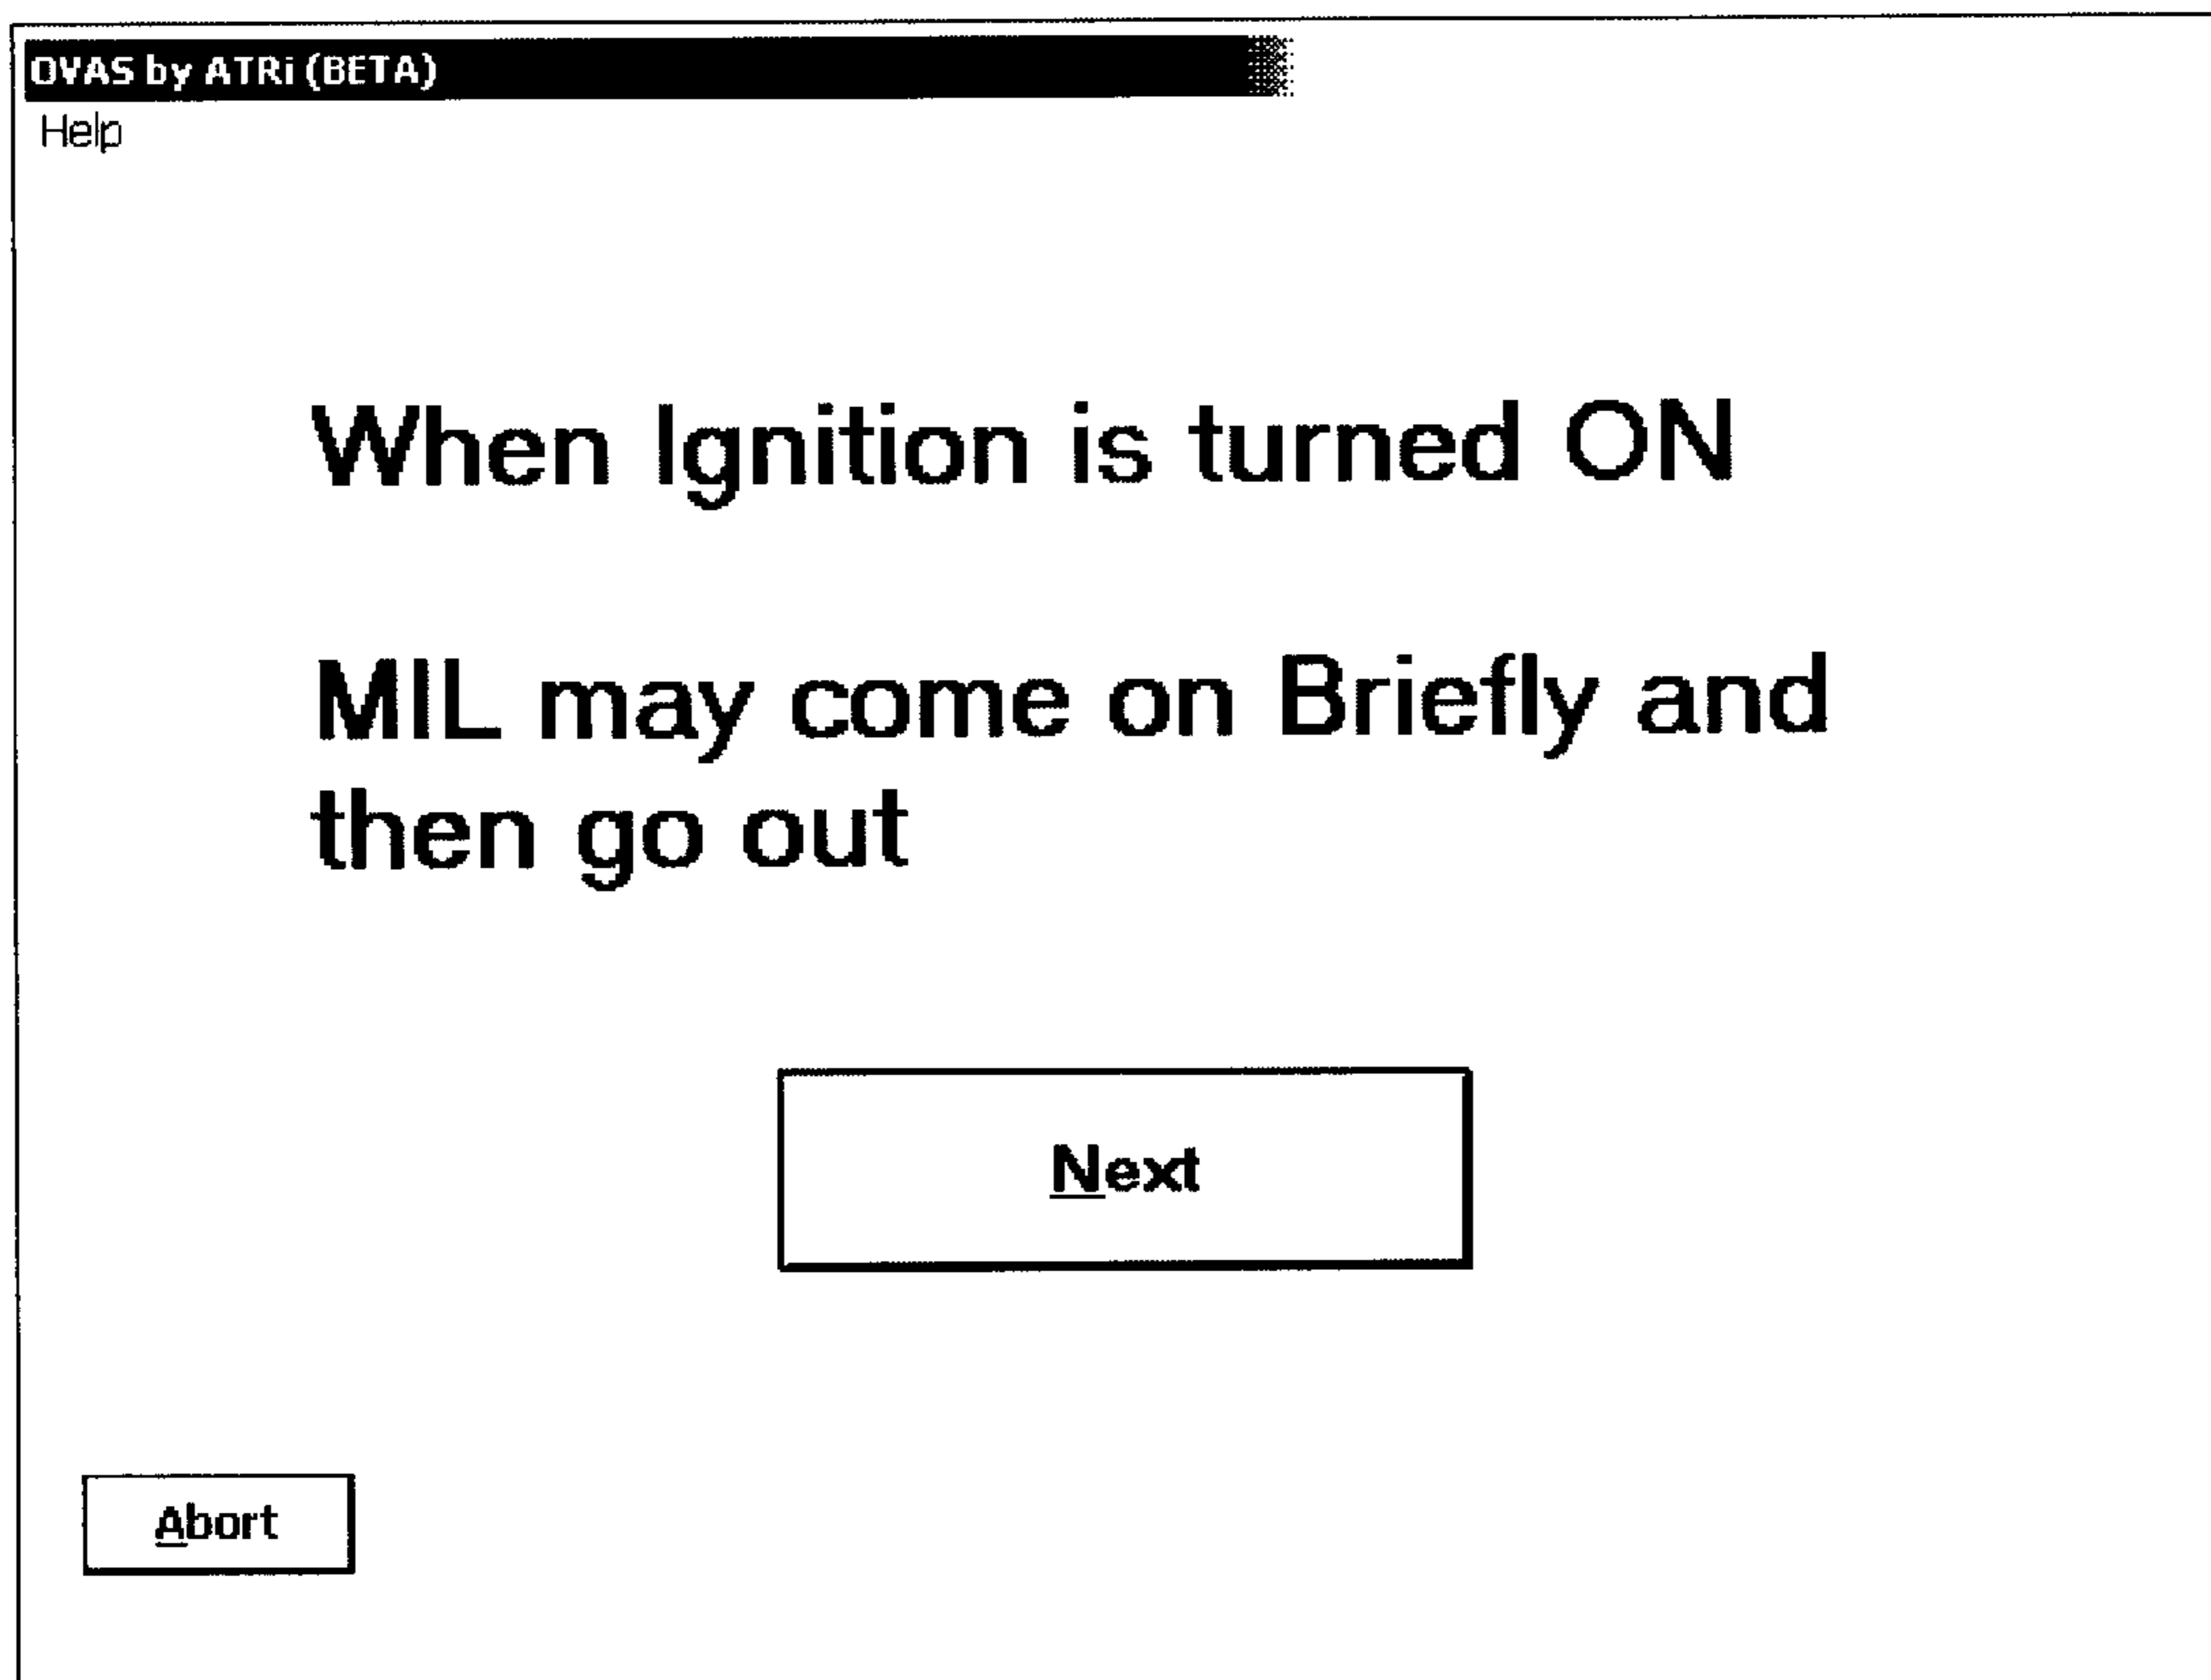 OVAS by ATRi (BETA)
Help
When Ignition is turned ON
MIL may come on Briefly and
then go out
Next
Abort